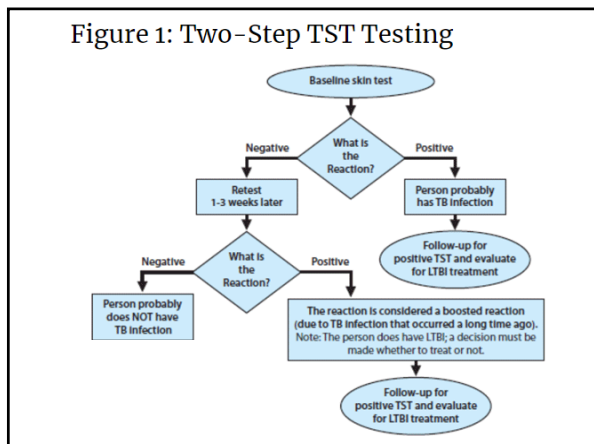 Figure 1: Two-Step TST Testing
Baseline skin test
What is
the
Reaction?
Negative
Positive
Retest
1-3 weeks later
Person probably
has TB infection
Follow-up for
positive TST and evaluate
for LTBI treatment
What is
the
Reaction?
Negative
Positive
Person probably
does NOT have
TB infection
The reaction is considered a boosted reaction
(due to TB infection that occurred a long time ago).
Note: The person does have LTBI; a decision must be
made whether to treat or not.
Follow-up for
positive TST and evaluate
for LTBI treatment